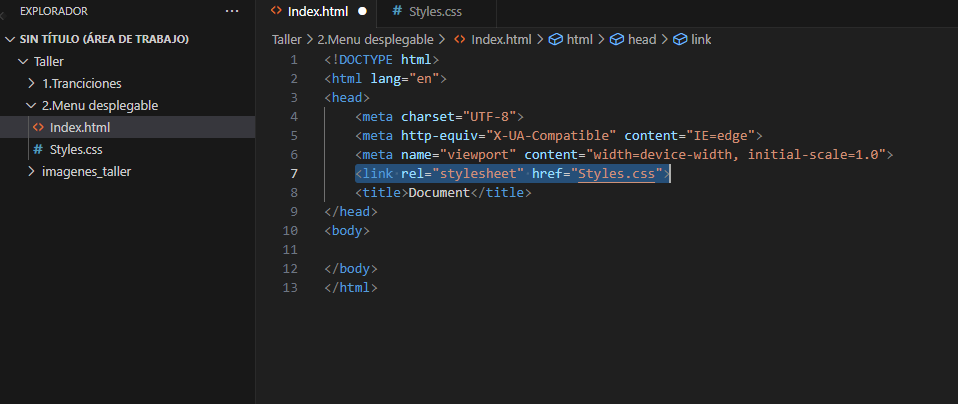 EXPLORADOR ···
SIN TÍTULO (ÁREA DE TRABAJO)
Taller
1.Tranciciones
2.Menu desplegable
<> Index.html
# Styles.css
imagenes_taller
<> Index.html ● # Styles.css
Taller > 2.Menu desplegable > <> Index.html > html > head > link
1 <!DOCTYPE html>
2 <html lang="en">
3 <head>
4 <meta charset="UTF-8">
5 <meta http-equiv="X-UA-Compatible" content="IE=edge">
6 <meta name="viewport" content="width=device-width, initial-scale=1.0">
7 <link rel="stylesheet" href="Styles.css">
8 <title>Document</title>
9 </head>
10 <body>
11
12 </body>
13 </html>